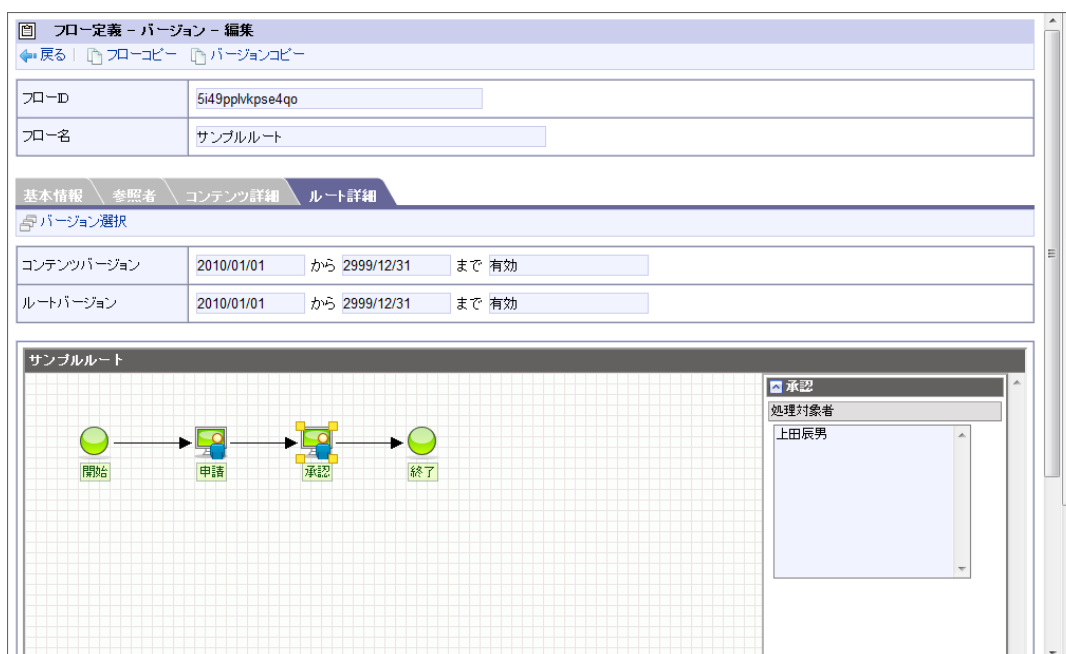 フロー定義 - バージョン - 編集
戻る フローコピー バージョンコピー
フローID 5i49pplvkpse4qo
フロー名 サンプルルート
基本情報 参照者 コンテンツ詳細 ルート詳細
バージョン選択
コンテンツバージョン 2010/01/01 から 2999/12/31 まで 有効
ルートバージョン 2010/01/01 から 2999/12/31 まで 有効
サンプルルート
承認
処理対象者
上田辰男
開始 申請 承認 終了